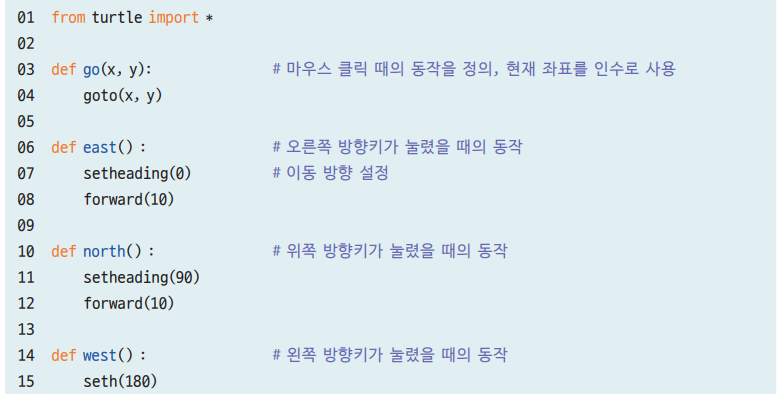 01 from turtle import *
02
03 def go(x, y): # 마우스 클릭 때의 동작을 정의, 현재 좌표를 인수로 사용
04 goto(x, y)
05
06 def east() : # 오른쪽 방향키가 눌렸을 때의 동작
07 setheading(0) # 이동 방향 설정
08 forward(10)
09
10 def north() : # 위쪽 방향키가 눌렸을 때의 동작
11 setheading(90)
12 forward(10)
13
14 def west() : # 왼쪽 방향키가 눌렸을 때의 동작
15 seth(180)